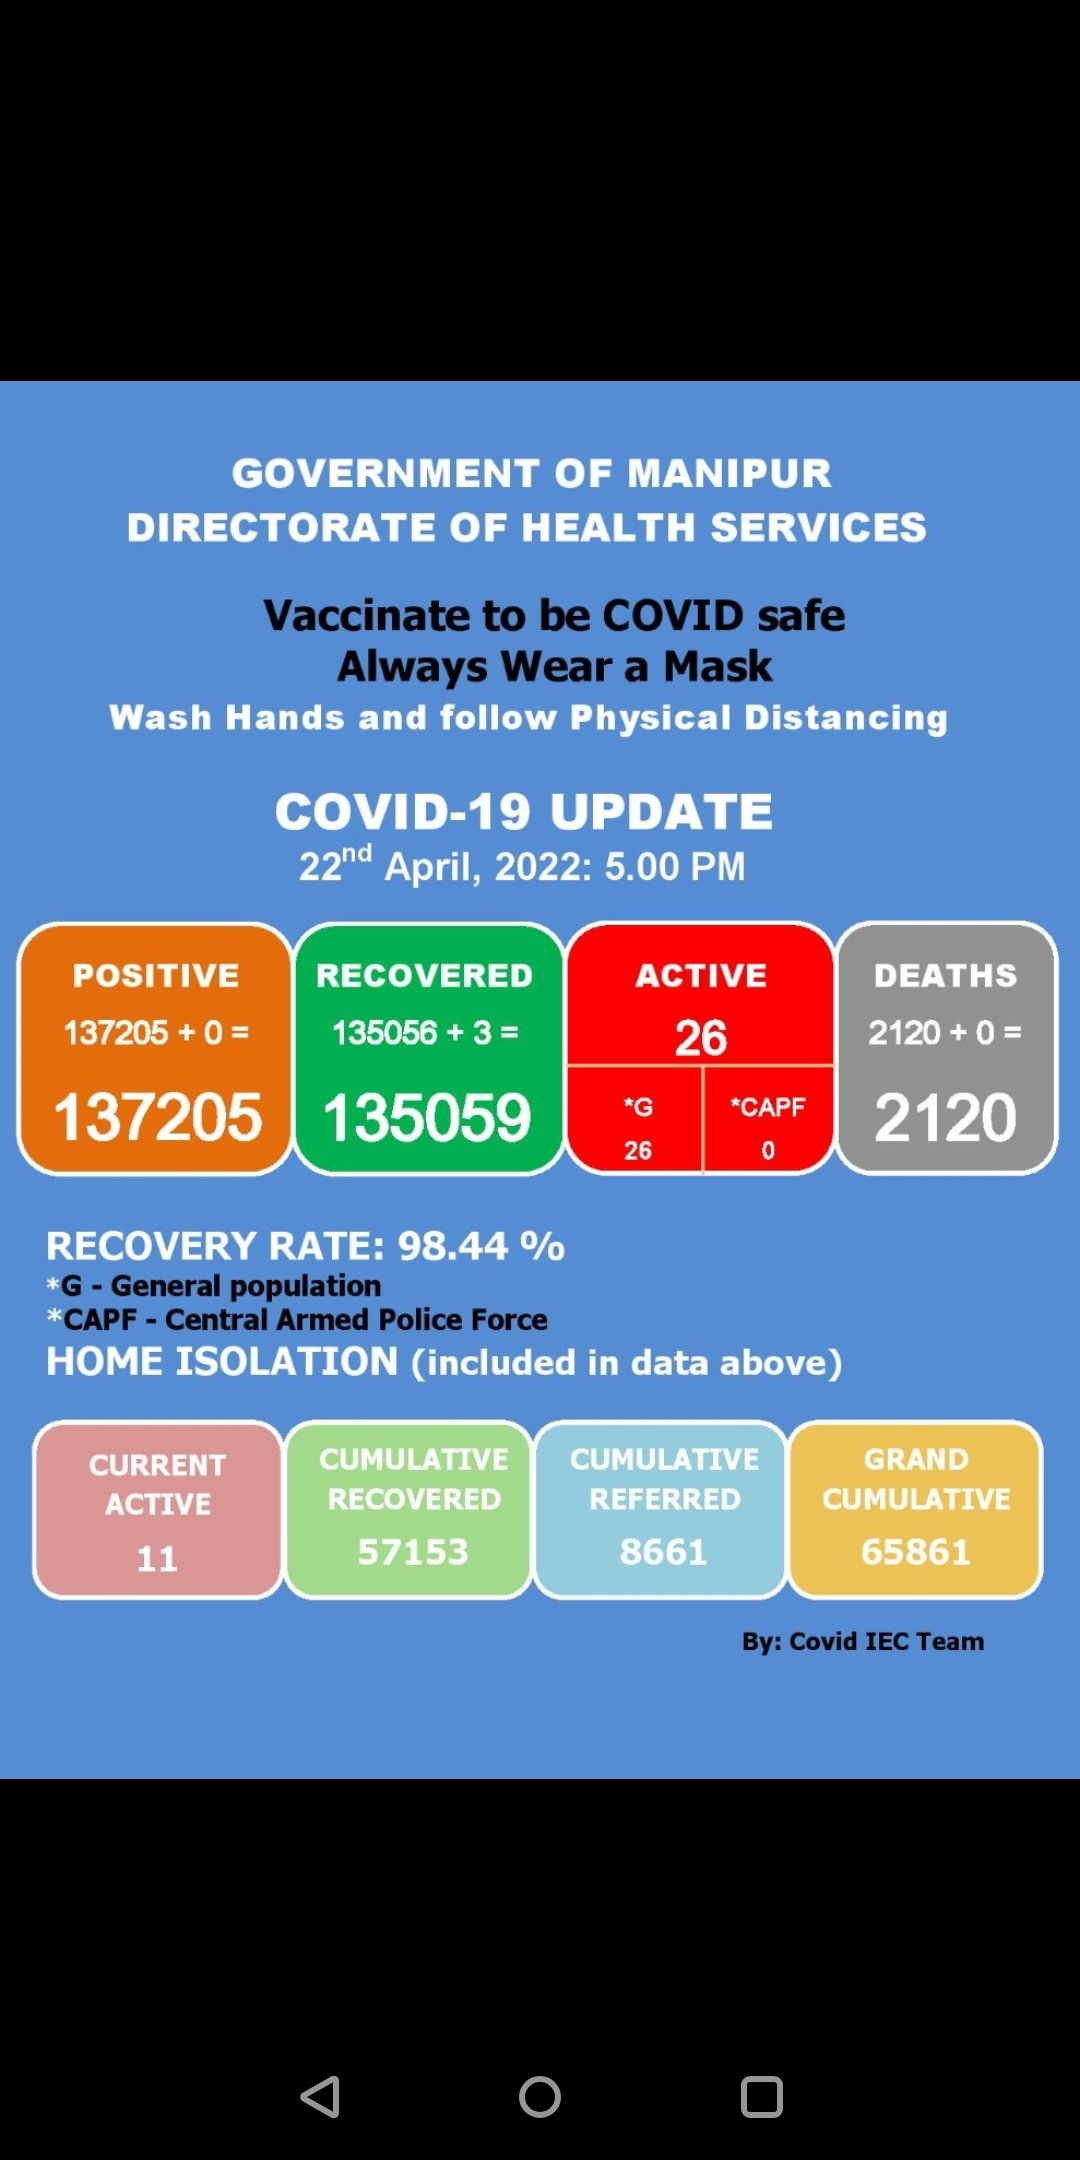 GOVERNMENT OF MANIPUR
DIRECTORATE OF HEALTH SERVICES
Vaccinate to be COVID safe
Always Wear a Mask
Wash Hands and follow Physical Distancing
COVID-19 UPDATE
22nd April, 2022: 5.00 PM
POSITIVE
137205 + 0 =
137205
RECOVERED
135056 + 3 =
135059
ACTIVE
26
*G
26
*CAPF
0
DEATHS
2120 + 0 =
2120
RECOVERY RATE: 98.44 %
*G - General population
*CAPF - Central Armed Police Force
HOME ISOLATION (included in data above)
CURRENT
ACTIVE
11
CUMULATIVE
RECOVERED
57153
CUMULATIVE
REFERRED
8661
GRAND
CUMULATIVE
65861
By: Covid IEC Team